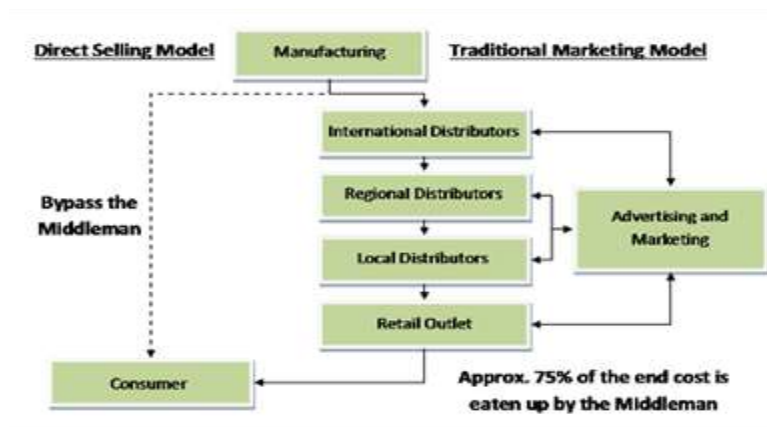 Direct Selling Model
Manufacturing
Traditional Marketing Model
International Distributors
Regional Distributors
Bypass the
Middleman
Advertising and
Marketing
Local Distributors
Retail Outlet
Consumer
Approx. 75% of the end cost is
eaten up by the Middleman